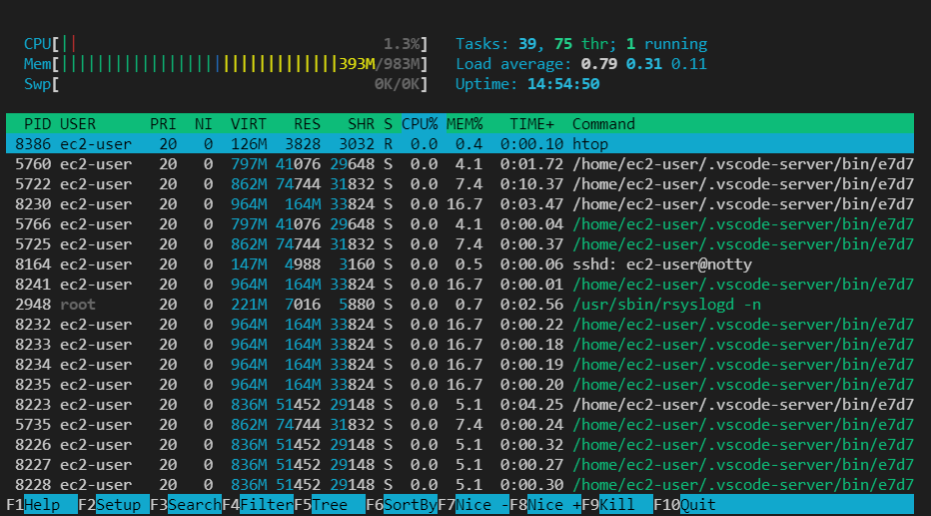 CPU[|| 1.3%] Tasks: 39, 75 thr; 1 running
Mem[|||||||||||||||||||||||||||||||393M/983M] Load average: 0.79 0.31 0.11
Swp[ 0K/0K] Uptime: 14:54:50
PID USER PRI NI VIRT RES SHR S CPU% MEM% TIME+ Command
8386 ec2-user 20 0 126M 3828 3032 R 0.0 0.4 0:00.10 htop
5760 ec2-user 20 0 797M 41076 29648 S 0.0 4.1 0:01.72 /home/ec2-user/.vscode-server/bin/e7d7
5722 ec2-user 20 0 862M 74744 31832 S 0.0 7.4 0:10.37 /home/ec2-user/.vscode-server/bin/e7d7
8230 ec2-user 20 0 964M 164M 33824 S 0.0 16.7 0:03.47 /home/ec2-user/.vscode-server/bin/e7d7
5766 ec2-user 20 0 797M 41076 29648 S 0.0 4.1 0:00.04 /home/ec2-user/.vscode-server/bin/e7d7
5725 ec2-user 20 0 862M 74744 31832 S 0.0 7.4 0:00.37 /home/ec2-user/.vscode-server/bin/e7d7
8164 ec2-user 20 0 147M 4988 3160 S 0.0 0.5 0:00.06 sshd: ec2-user@notty
8241 ec2-user 20 0 964M 164M 33824 S 0.0 16.7 0:00.01 /home/ec2-user/.vscode-server/bin/e7d7
2948 root 20 0 221M 7016 5880 S 0.0 0.7 0:02.56 /usr/sbin/rsyslogd -n
8232 ec2-user 20 0 964M 164M 33824 S 0.0 16.7 0:00.22 /home/ec2-user/.vscode-server/bin/e7d7
8233 ec2-user 20 0 964M 164M 33824 S 0.0 16.7 0:00.18 /home/ec2-user/.vscode-server/bin/e7d7
8234 ec2-user 20 0 964M 164M 33824 S 0.0 16.7 0:00.19 /home/ec2-user/.vscode-server/bin/e7d7
8235 ec2-user 20 0 964M 164M 33824 S 0.0 16.7 0:00.20 /home/ec2-user/.vscode-server/bin/e7d7
8223 ec2-user 20 0 836M 51452 29148 S 0.0 5.1 0:04.25 /home/ec2-user/.vscode-server/bin/e7d7
5735 ec2-user 20 0 862M 74744 31832 S 0.0 7.4 0:00.24 /home/ec2-user/.vscode-server/bin/e7d7
8226 ec2-user 20 0 836M 51452 29148 S 0.0 5.1 0:00.32 /home/ec2-user/.vscode-server/bin/e7d7
8227 ec2-user 20 0 836M 51452 29148 S 0.0 5.1 0:00.27 /home/ec2-user/.vscode-server/bin/e7d7
8228 ec2-user 20 0 836M 51452 29148 S 0.0 5.1 0:00.30 /home/ec2-user/.vscode-server/bin/e7d7
F1Help F2Setup F3SearchF4FilterF5Tree F6SortByF7Nice -F8Nice +F9Kill F10Quit